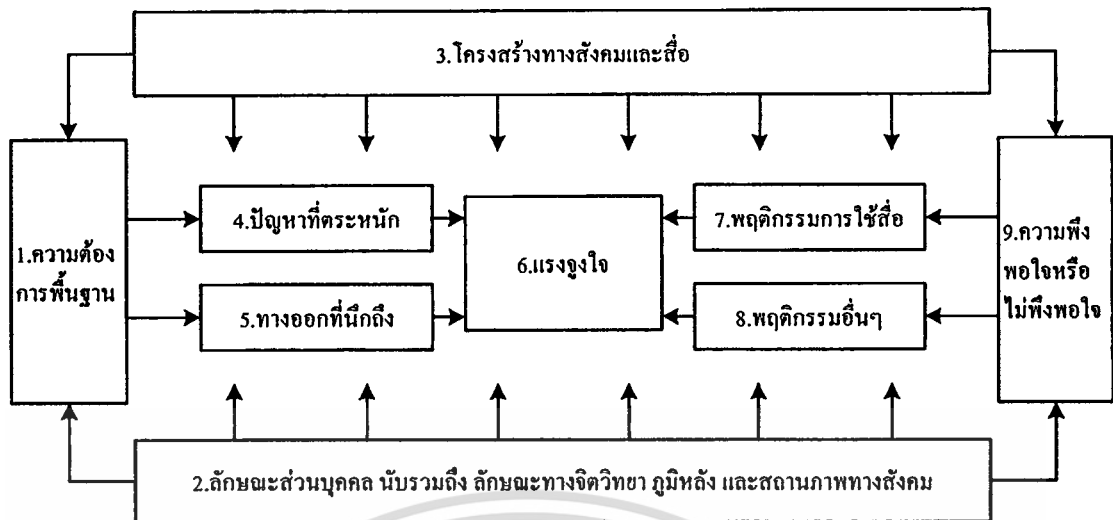 3.โครงสร้างทางสังคมและสื่อ
4.ปัญหาที่ตระหนัก
7.พฤติกรรมการใช้สื่อ
1.ความต้อง
การพื้นฐาน
6.แรงจูงใจ
9.ความพึง
พอใจหรือ
ไม่พึงพอใจ
5.ทางออกที่นึกถึง
8.พฤติกรรมอื่นๆ
2.ลักษณะส่วนบุคคล นับรวมถึง ลักษณะทางจิตวิทยา ภูมิหลัง และสถานภาพทางสังคม